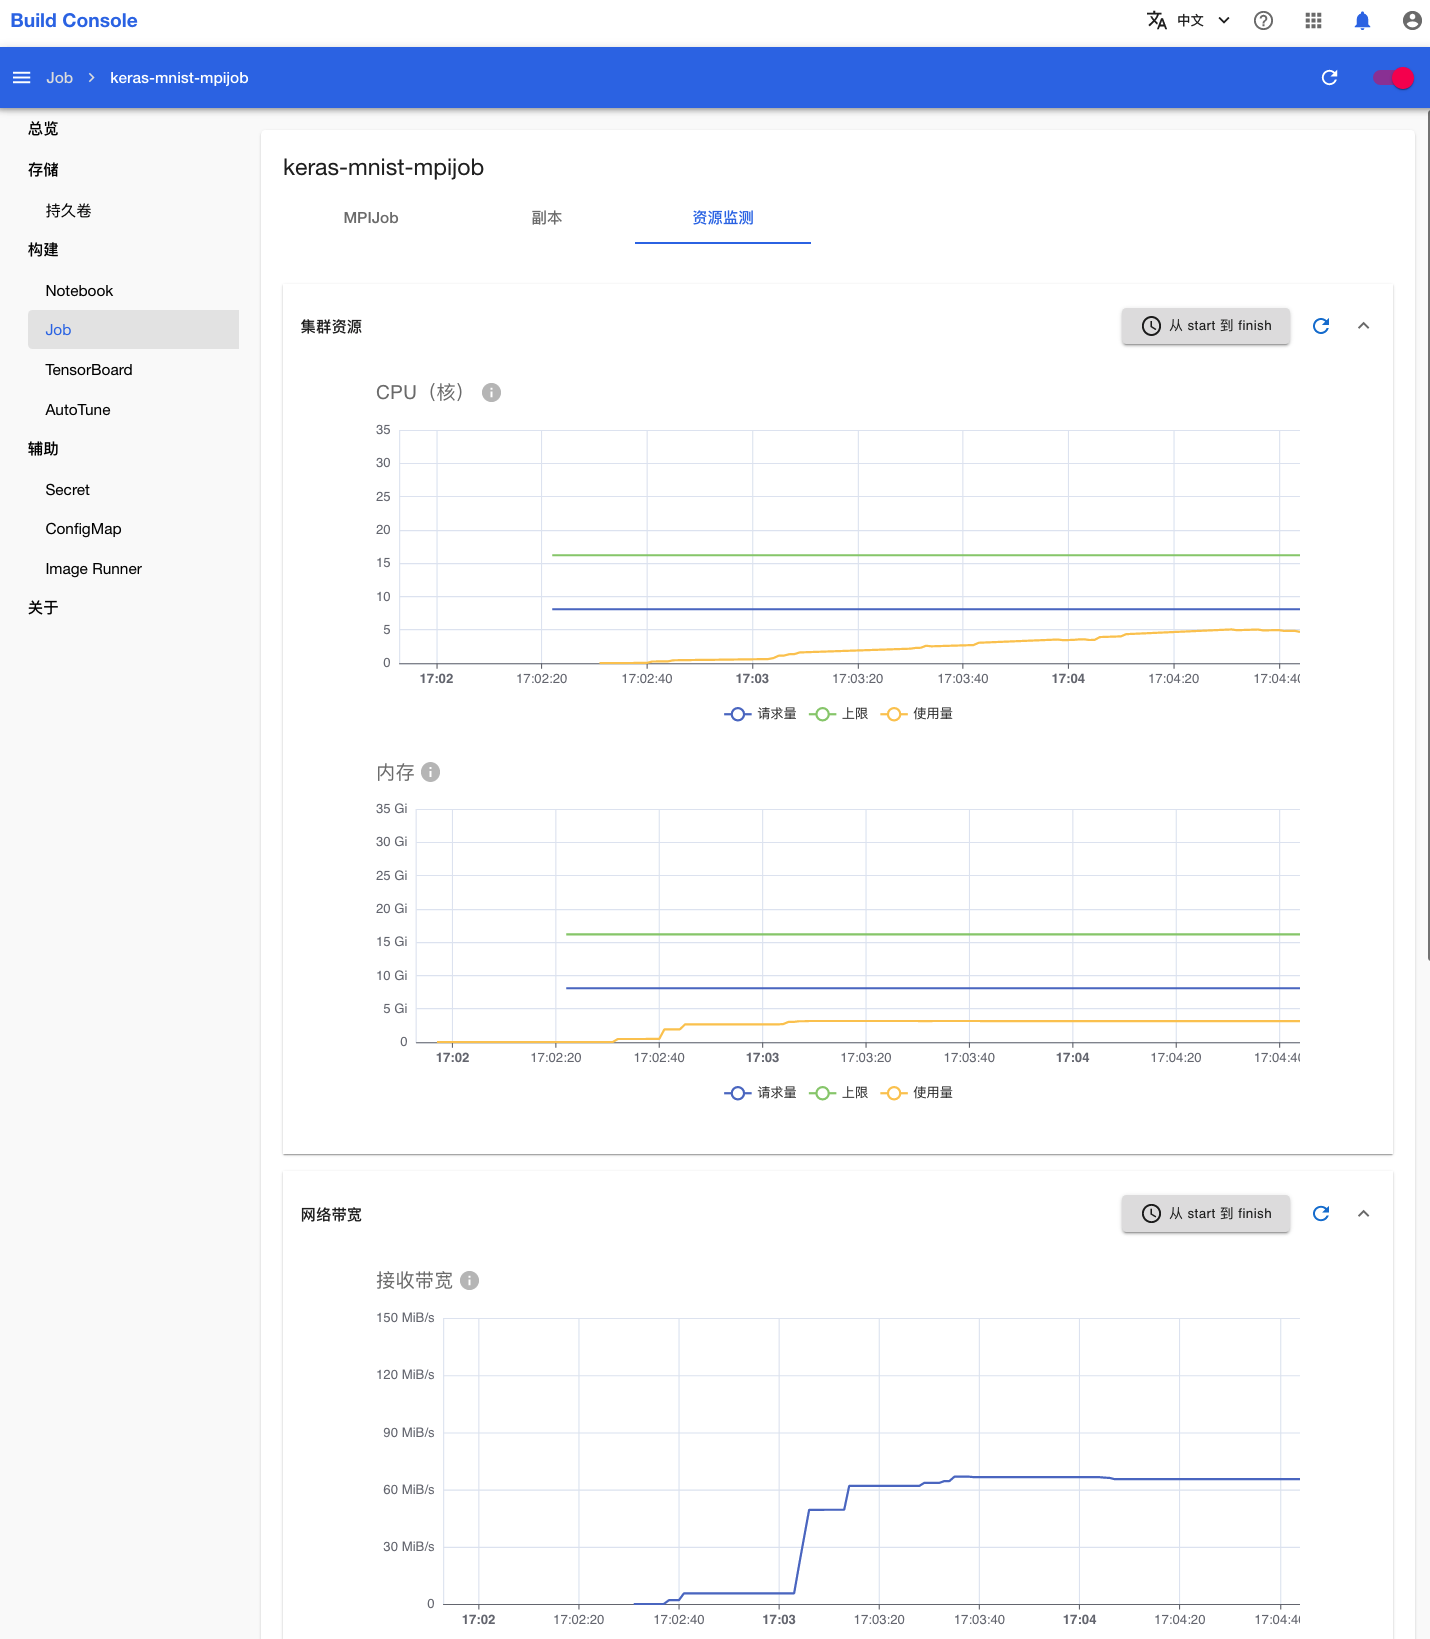 Build Console
中文
Job
keras-mnist-mpijob
总览
存储
持久卷
构建
Notebook
Job
TensorBoard
AutoTune
辅助
Secret
ConfigMap
Image Runner
关于
keras-mnist-mpijob
MPIJob 副本 资源监测
集群资源
从 start 到 finish
CPU（核）
35
30
25
20
15
10
5
0
17:02 17:02:20 17:02:40 17:03 17:03:20 17:03:40 17:04 17:04:20 17:04:40
请求量 上限 使用量
内存
35 Gi
30 Gi
25 Gi
20 Gi
15 Gi
10 Gi
5 Gi
0
17:02 17:02:20 17:02:40 17:03 17:03:20 17:03:40 17:04 17:04:20 17:04:40
请求量 上限 使用量
网络带宽
从 start 到 finish
接收带宽
150 MiB/s
120 MiB/s
90 MiB/s
60 MiB/s
30 MiB/s
0
17:02 17:02:20 17:02:40 17:03 17:03:20 17:03:40 17:04 17:04:20 17:04:40